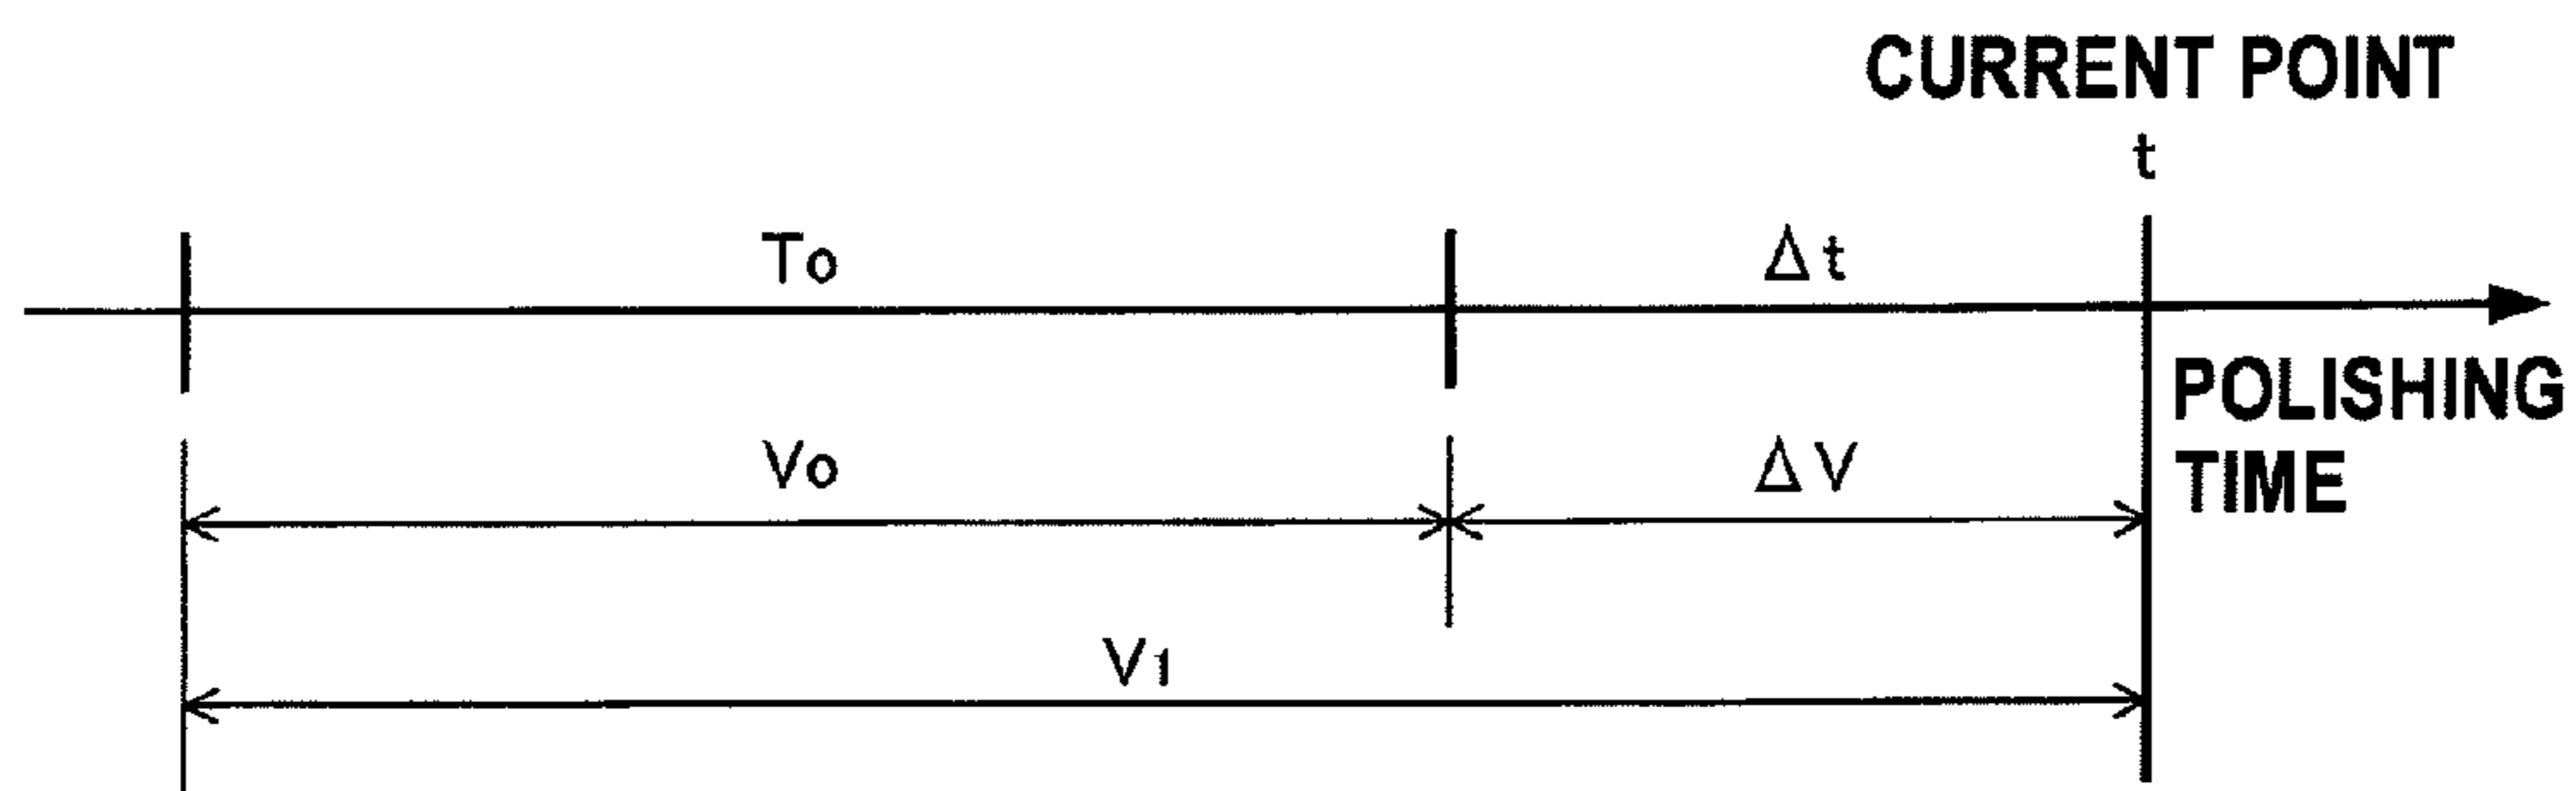 CURRENT POINT
t
To
Δt
POLISHING
TIME
Vo
ΔV
V1